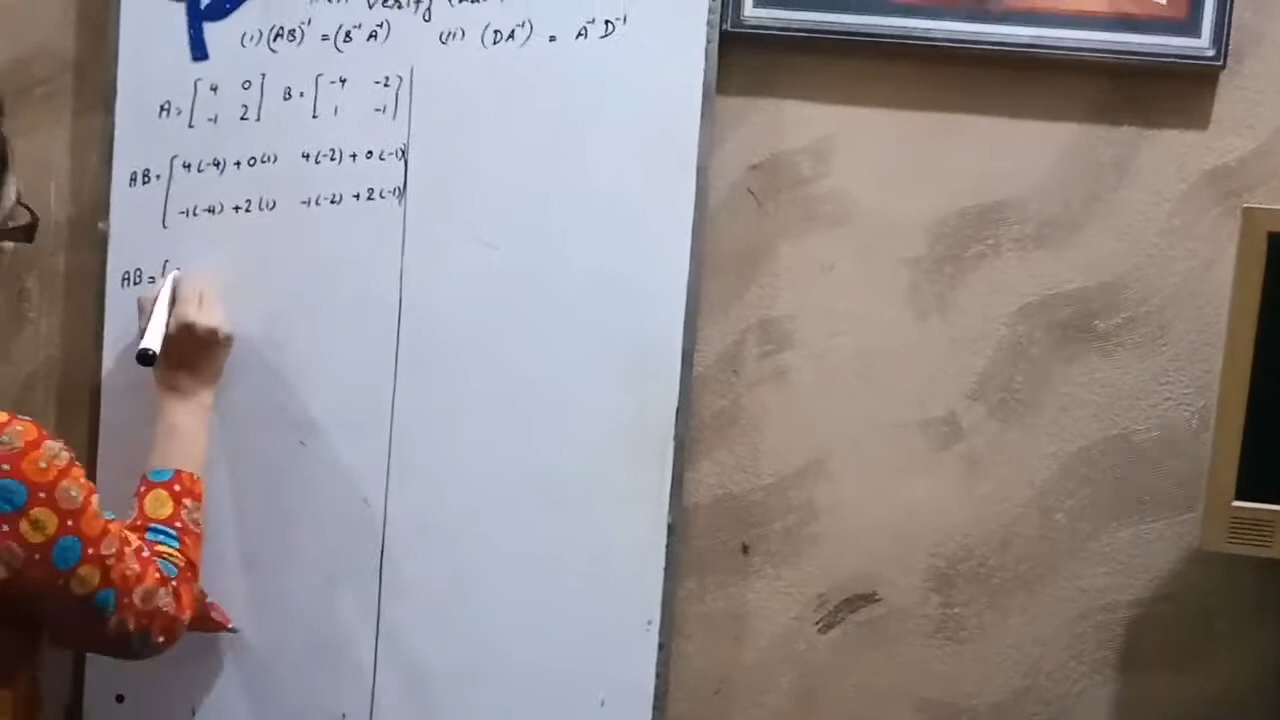 verify
(i) (AB)⁻¹ = (B⁻¹ A⁻¹) (ii) (DA⁻¹) = A⁻¹ D⁻¹
A = [ 4 0 ] B = [ -4 -2 ]
[ -1 2 ] [ 1 -1 ]
AB = [ 4(-4) + 0(1) 4(-2) + 0(-1)
-1(-4) + 2(1) -1(-2) + 2(-1)
AB = [